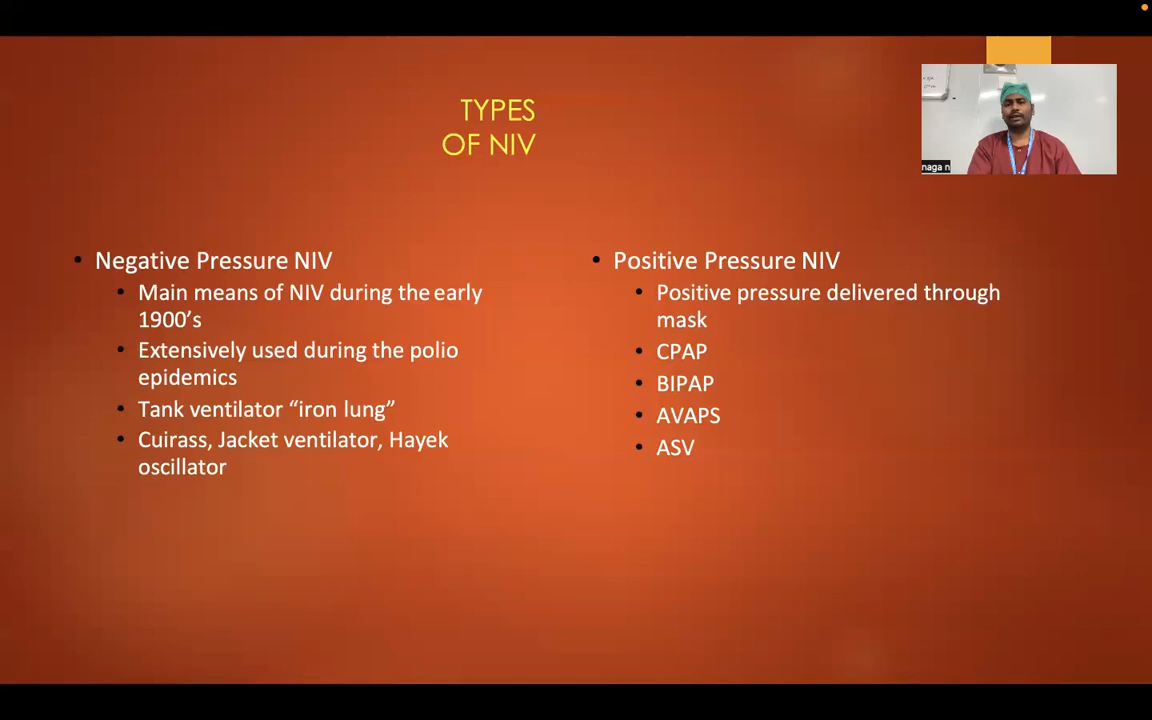 TYPES
OF NIV
naga n
• Negative Pressure NIV
• Main means of NIV during the early
1900’s
• Extensively used during the polio
epidemics
• Tank ventilator “iron lung”
• Cuirass, Jacket ventilator, Hayek
oscillator
• Positive Pressure NIV
• Positive pressure delivered through
mask
• CPAP
• BIPAP
• AVAPS
• ASV